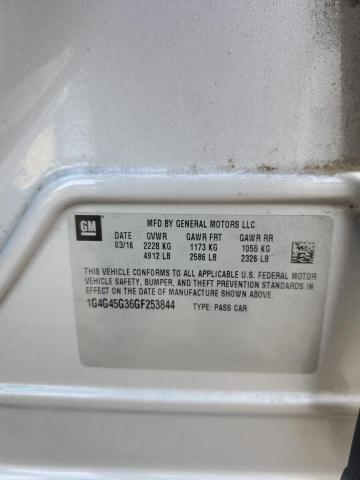 GM
MFD BY GENERAL MOTORS LLC
DATE GVWR GAWR FRT GAWR RR
03/16 2228 KG 1173 KG 1055 KG
4912 LB 2586 LB 2326 LB
THIS VEHICLE CONFORMS TO ALL APPLICABLE U.S. FEDERAL MOTOR
VEHICLE SAFETY, BUMPER, AND THEFT PREVENTION STANDARDS
IN EFFECT ON THE DATE OF MANUFACTURE SHOWN ABOVE.
1G4G45G36GF253844 TYPE: PASS CAR